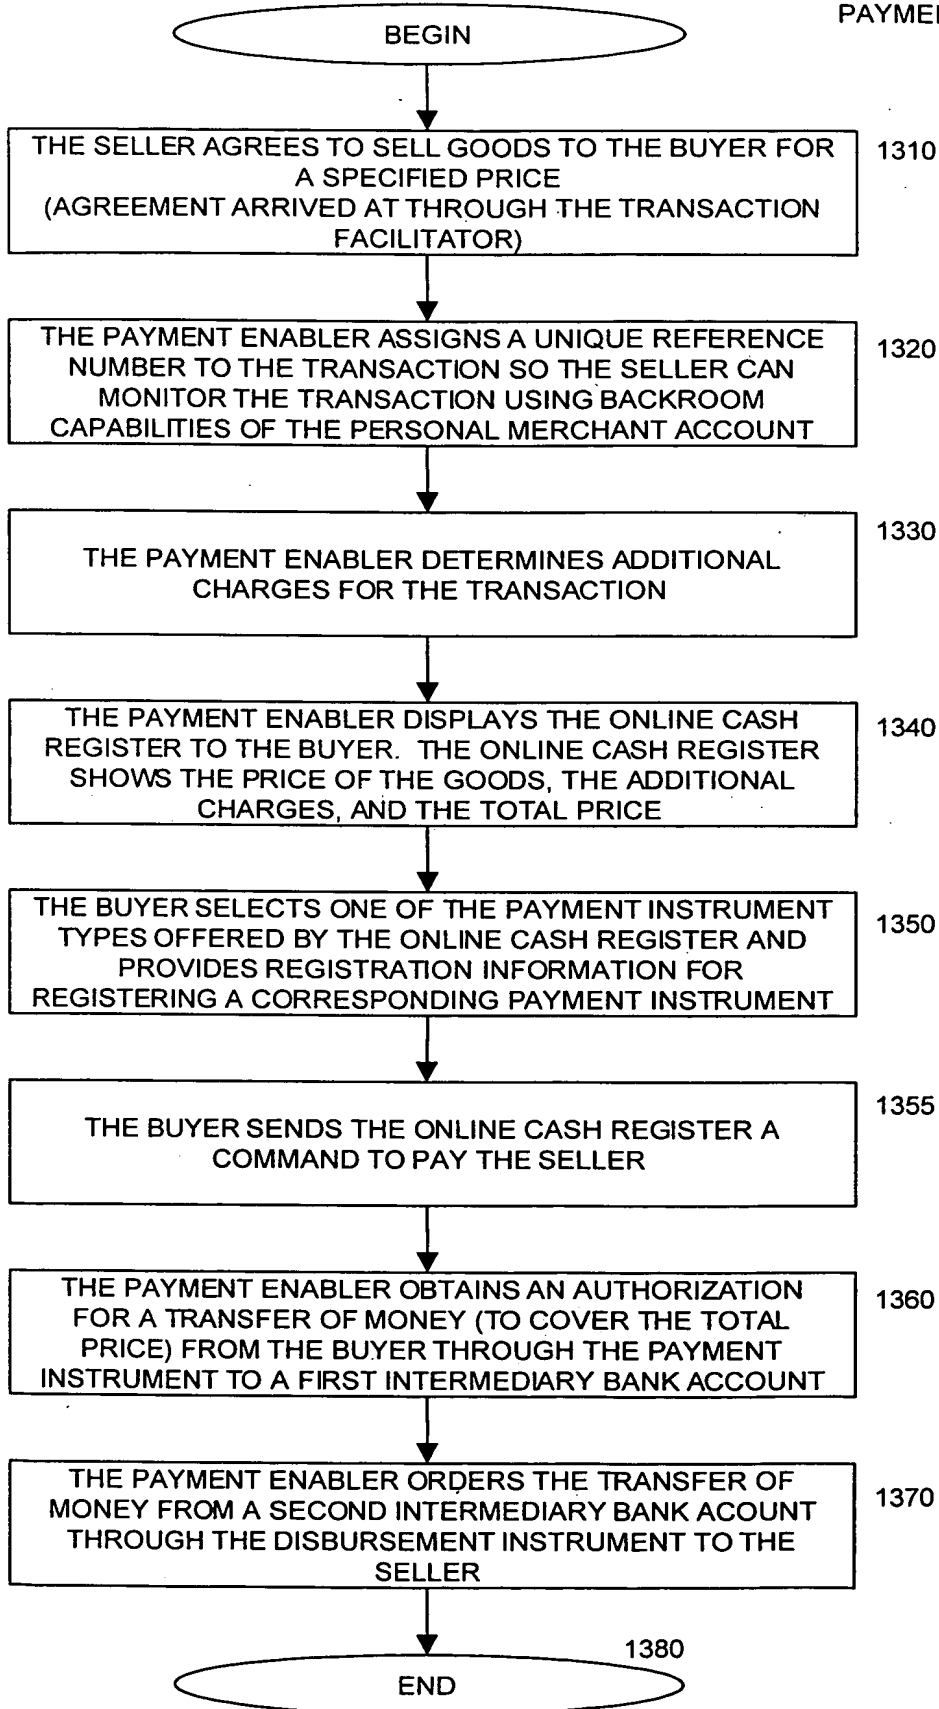 PAYME
BEGIN
THE SELLER AGREES TO SELL GOODS TO THE BUYER FOR
A SPECIFIED PRICE
(AGREEMENT ARRIVED AT THROUGH THE TRANSACTION
FACILITATOR)
1310
THE PAYMENT ENABLER ASSIGNS A UNIQUE REFERENCE
NUMBER TO THE TRANSACTION SO THE SELLER CAN
MONITOR THE TRANSACTION USING BACKROOM
CAPABILITIES OF THE PERSONAL MERCHANT ACCOUNT
1320
THE PAYMENT ENABLER DETERMINES ADDITIONAL
CHARGES FOR THE TRANSACTION
1330
THE PAYMENT ENABLER DISPLAYS THE ONLINE CASH
REGISTER TO THE BUYER. THE ONLINE CASH REGISTER
SHOWS THE PRICE OF THE GOODS, THE ADDITIONAL
CHARGES, AND THE TOTAL PRICE
1340
THE BUYER SELECTS ONE OF THE PAYMENT INSTRUMENT
TYPES OFFERED BY THE ONLINE CASH REGISTER AND
PROVIDES REGISTRATION INFORMATION FOR
REGISTERING A CORRESPONDING PAYMENT INSTRUMENT
1350
THE BUYER SENDS THE ONLINE CASH REGISTER A
COMMAND TO PAY THE SELLER
1355
THE PAYMENT ENABLER OBTAINS AN AUTHORIZATION
FOR A TRANSFER OF MONEY (TO COVER THE TOTAL
PRICE) FROM THE BUYER THROUGH THE PAYMENT
INSTRUMENT TO A FIRST INTERMEDIARY BANK ACCOUNT
1360
THE PAYMENT ENABLER ORDERS THE TRANSFER OF
MONEY FROM A SECOND INTERMEDIARY BANK ACOUNT
THROUGH THE DISBURSEMENT INSTRUMENT TO THE
SELLER
1370
1380
END